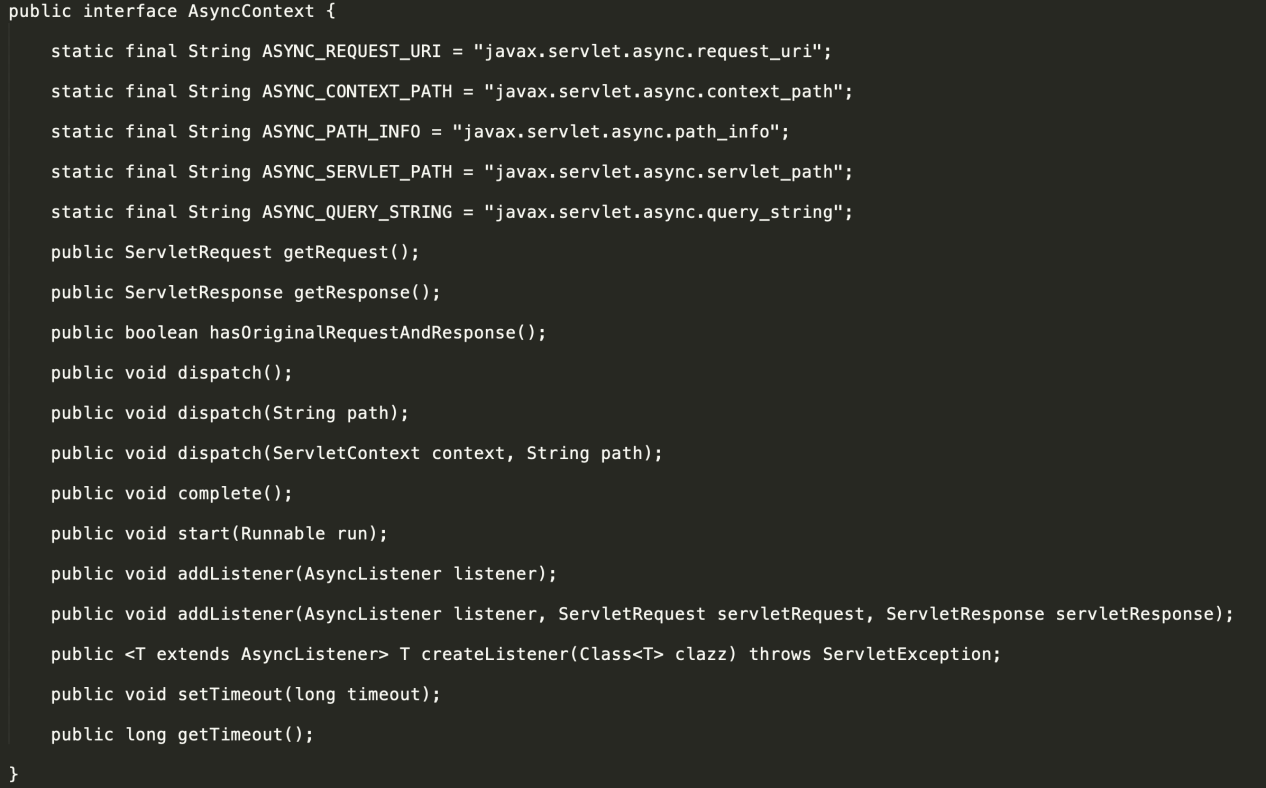 public interface AsyncContext {
static final String ASYNC_REQUEST_URI = "javax.servlet.async.request_uri";
static final String ASYNC_CONTEXT_PATH = "javax.servlet.async.context_path";
static final String ASYNC_PATH_INFO = "javax.servlet.async.path_info";
static final String ASYNC_SERVLET_PATH = "javax.servlet.async.servlet_path";
static final String ASYNC_QUERY_STRING = "javax.servlet.async.query_string";
public ServletRequest getRequest();
public ServletResponse getResponse();
public boolean hasOriginalRequestAndResponse();
public void dispatch();
public void dispatch(String path);
public void dispatch(ServletContext context, String path);
public void complete();
public void start(Runnable run);
public void addListener(AsyncListener listener);
public void addListener(AsyncListener listener, ServletRequest servletRequest, ServletResponse servletResponse);
public <T extends AsyncListener> T createListener(Class<T> clazz) throws ServletException;
public void setTimeout(long timeout);
public long getTimeout();
}